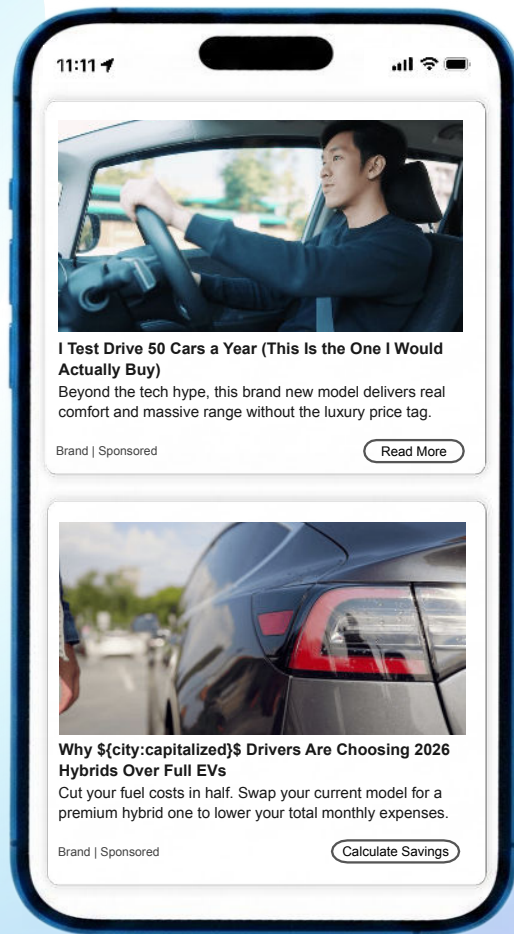 11:11
I Test Drive 50 Cars a Year (This Is the One I Would
Actually Buy)
Beyond the tech hype, this brand new model delivers real
comfort and massive range without the luxury price tag.
Brand | Sponsored
Read More
Why ${city:capitalized}$ Drivers Are Choosing 2026
Hybrids Over Full EVs
Cut your fuel costs in half. Swap your current model for a
premium hybrid one to lower your total monthly expenses.
Brand | Sponsored
Calculate Savings